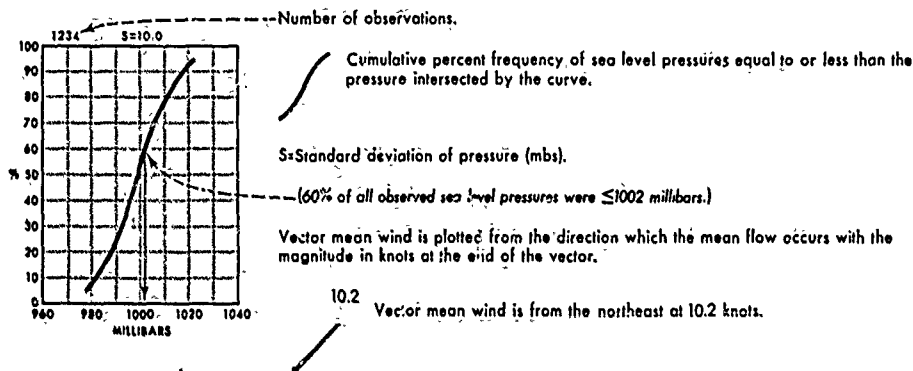 Number of observations.
1234 S=10.0
Cumulative percent frequency of sea level pressures equal to or less than the
pressure intersected by the curve.
100
90
80
70
60
50
40
30
20
10
0
%
960 980 1000 1020 1040
MILLIBARS
S=Standard deviation of pressure (mbs).
(60% of all observed sea level pressures were ≤1002 millibars.)
Vector mean wind is plotted from the direction which the mean flow occurs with the
magnitude in knots at the end of the vector.
10.2
Vector mean wind is from the northeast at 10.2 knots.